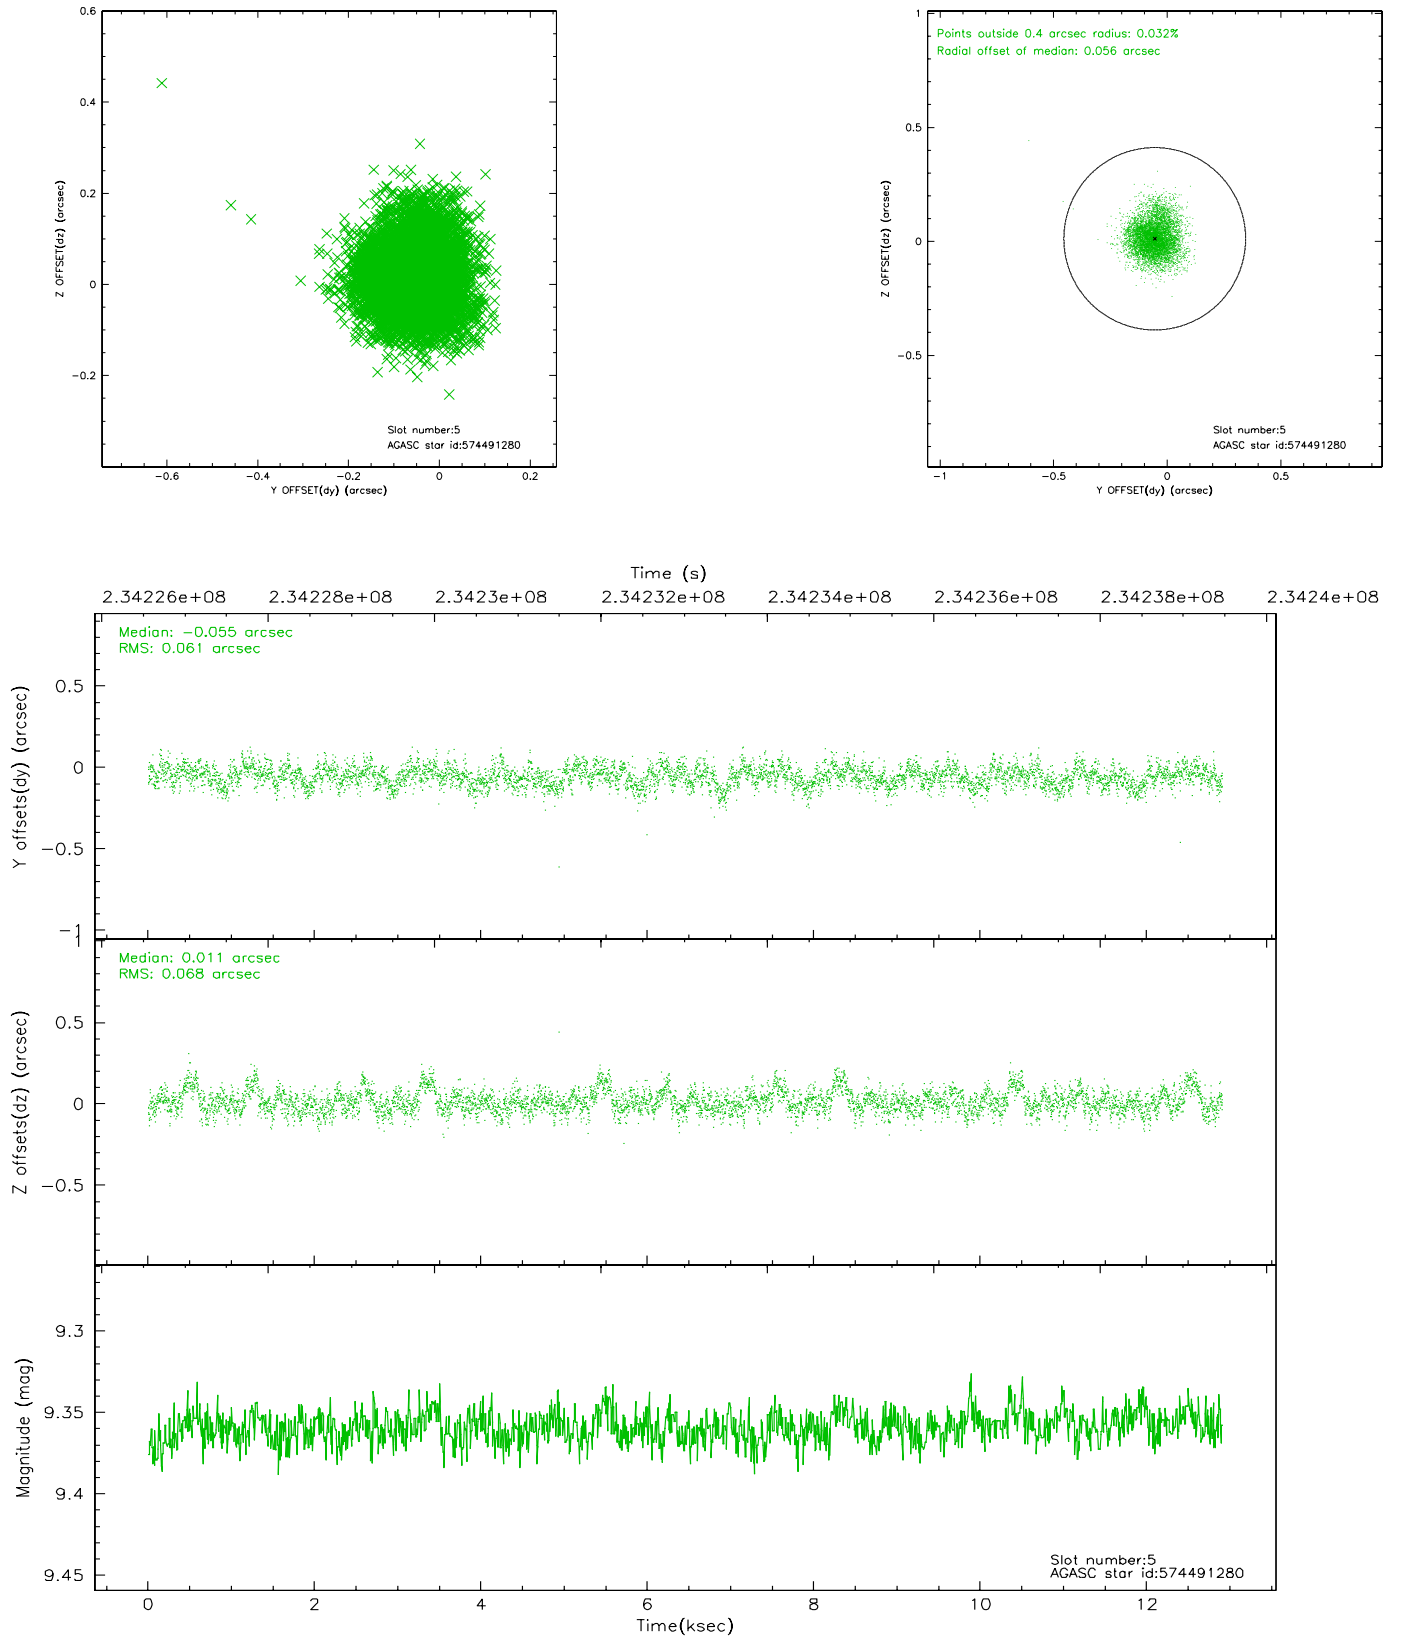 0.6
0.4
0.2
0
−0.2
Z OFFSET(dz) (arcsec)
Slot number:5
AGASC star id:574491280
−0.6 −0.4 −0.2 0 0.2
Y OFFSET(dy) (arcsec)
Points outside 0.4 arcsec radius: 0.032%
Radial offset of median: 0.056 arcsec
1
0.5
0
−0.5
Z OFFSET(dz) (arcsec)
Slot number:5
AGASC star id:574491280
−1 −0.5 0 0.5
Y OFFSET(dy) (arcsec)
Time (s)
2.34226e+08 2.34228e+08 2.3423e+08 2.34232e+08 2.34234e+08 2.34236e+08 2.34238e+08 2.3424e+08
Median: −0.055 arcsec
RMS: 0.061 arcsec
0.5
0
−0.5
−1
Y offsets(dy) (arcsec)
Median: 0.011 arcsec
RMS: 0.068 arcsec
1
0.5
0
−0.5
Z offsets(dz) (arcsec)
9.3
9.35
9.4
9.45
Magnitude (mag)
Slot number:5
AGASC star id:574491280
0 2 4 6 8 10 12
Time(ksec)